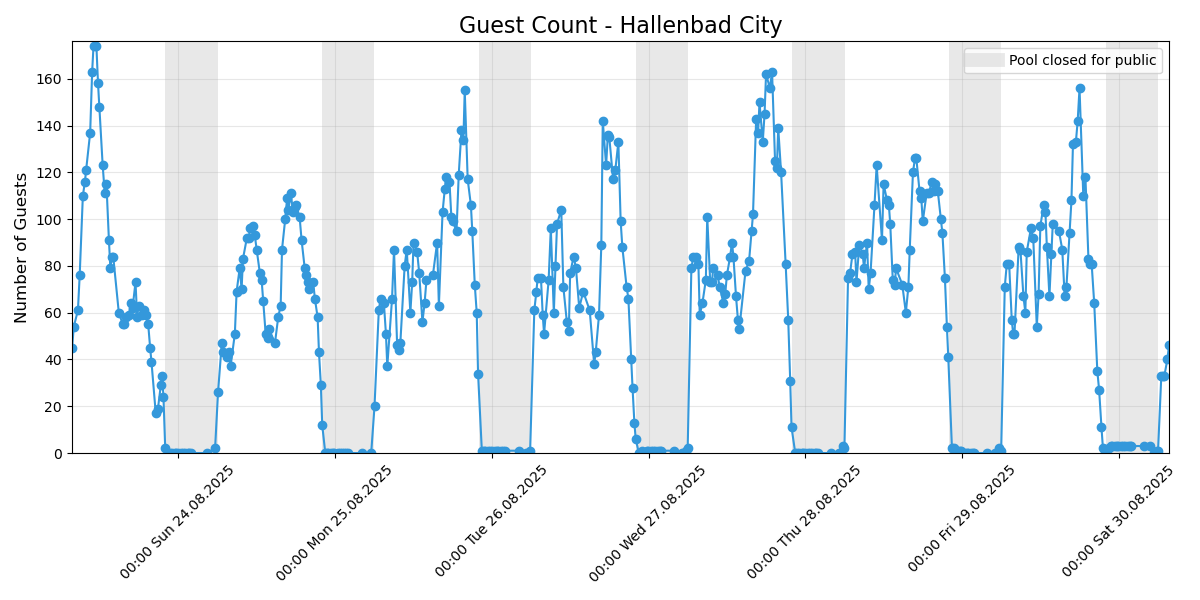 Guest Count - Hallenbad City
Pool closed for public
Number of Guests
160
140
120
100
80
60
40
20
0
00:00 Sun 24.08.2025
00:00 Mon 25.08.2025
00:00 Tue 26.08.2025
00:00 Wed 27.08.2025
00:00 Thu 28.08.2025
00:00 Fri 29.08.2025
00:00 Sat 30.08.2025